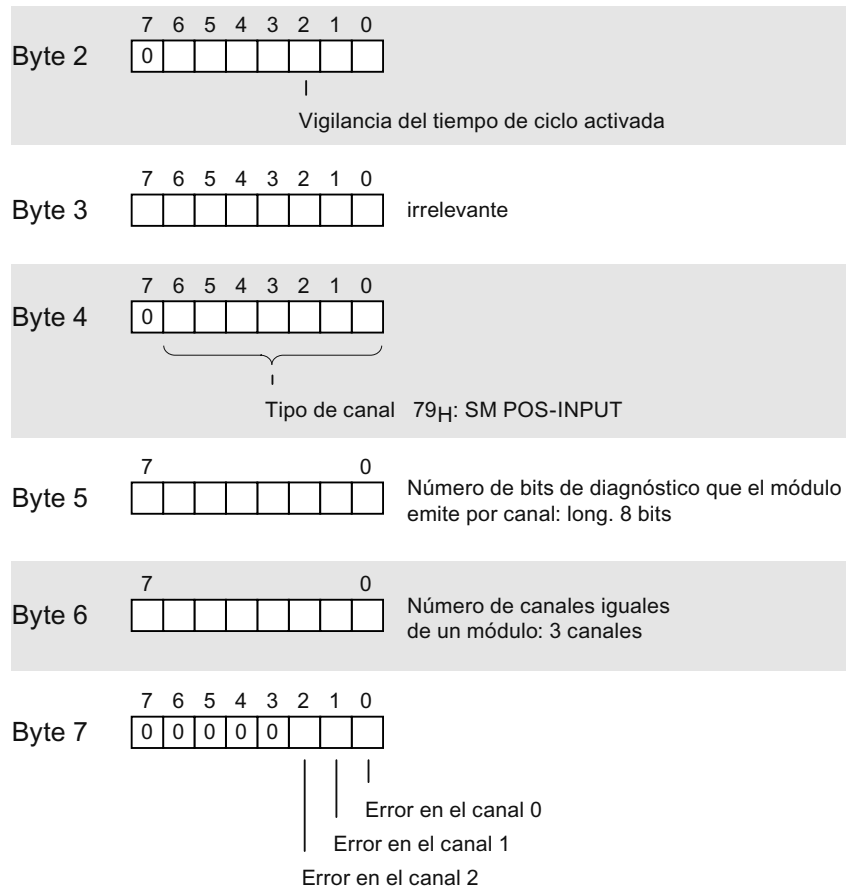 7 6 5 4 3 2 1 0
Byte 2
0
Vigilancia del tiempo de ciclo activada
7 6 5 4 3 2 1 0
Byte 3
irrelevante
7 6 5 4 3 2 1 0
Byte 4
0
Tipo de canal 79H: SM POS-INPUT
7 0
Byte 5
Número de bits de diagnóstico que el módulo
emite por canal: long. 8 bits
7 0
Byte 6
Número de canales iguales
de un módulo: 3 canales
7 6 5 4 3 2 1 0
Byte 7
0 0 0 0 0
Error en el canal 0
Error en el canal 1
Error en el canal 2